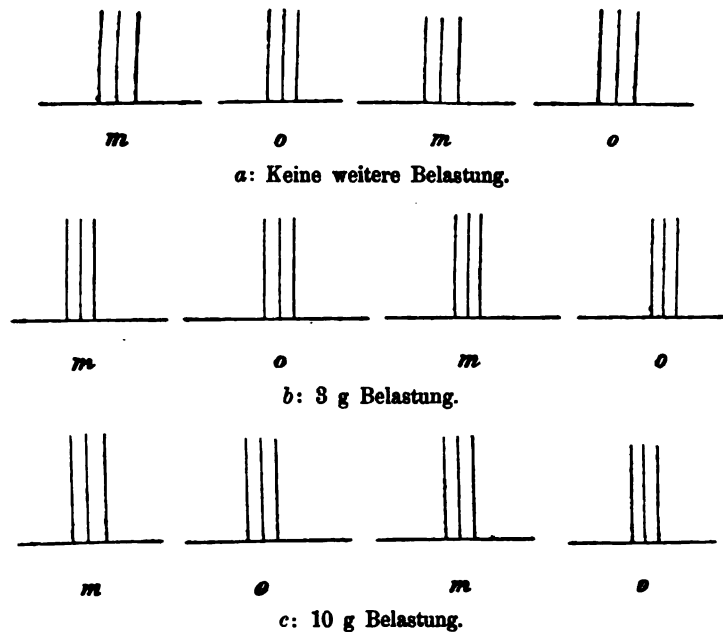 m o m o
a: Keine weitere Belastung.
m o m o
b: 3 g Belastung.
m o m o
c: 10 g Belastung.